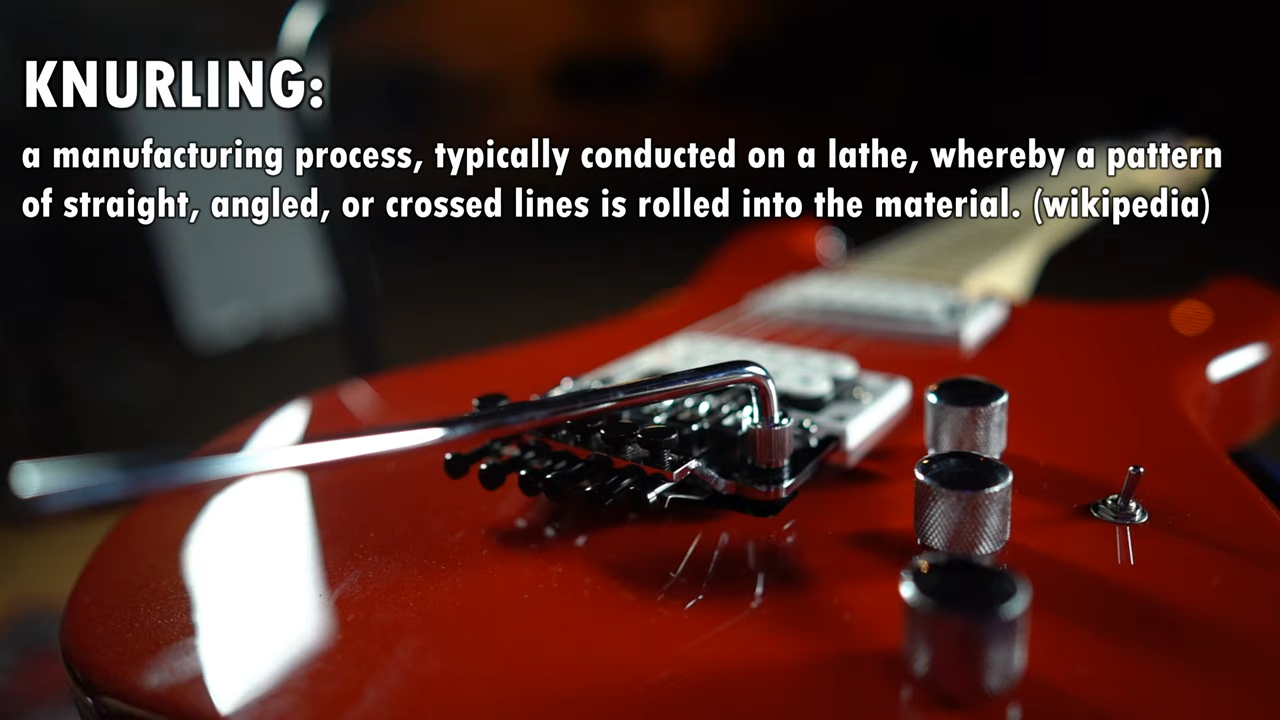 KNURLING:
a manufacturing process, typically conducted on a lathe, whereby a pattern
of straight, angled, or crossed lines is rolled into the material. (wikipedia)